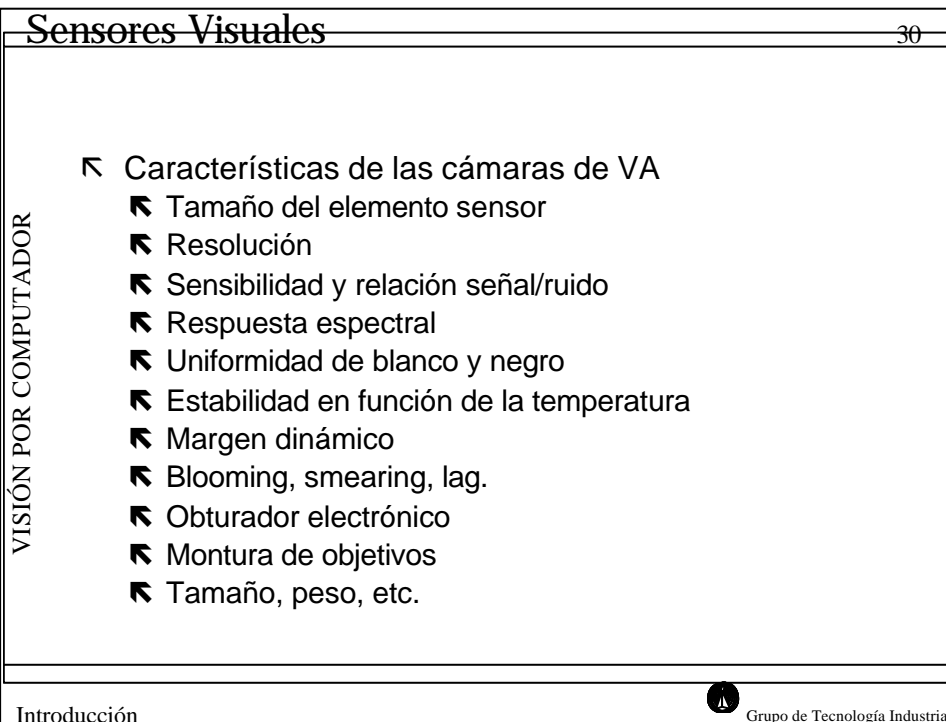 Sensores Visuales
30
Características de las cámaras de VA
Tamaño del elemento sensor
Resolución
Sensibilidad y relación señal/ruido
Respuesta espectral
Uniformidad de blanco y negro
Estabilidad en función de la temperatura
Margen dinámico
Blooming, smearing, lag.
Obturador electrónico
Montura de objetivos
Tamaño, peso, etc.
VISIÓN POR COMPUTADOR
Introducción
Grupo de Tecnología Industria